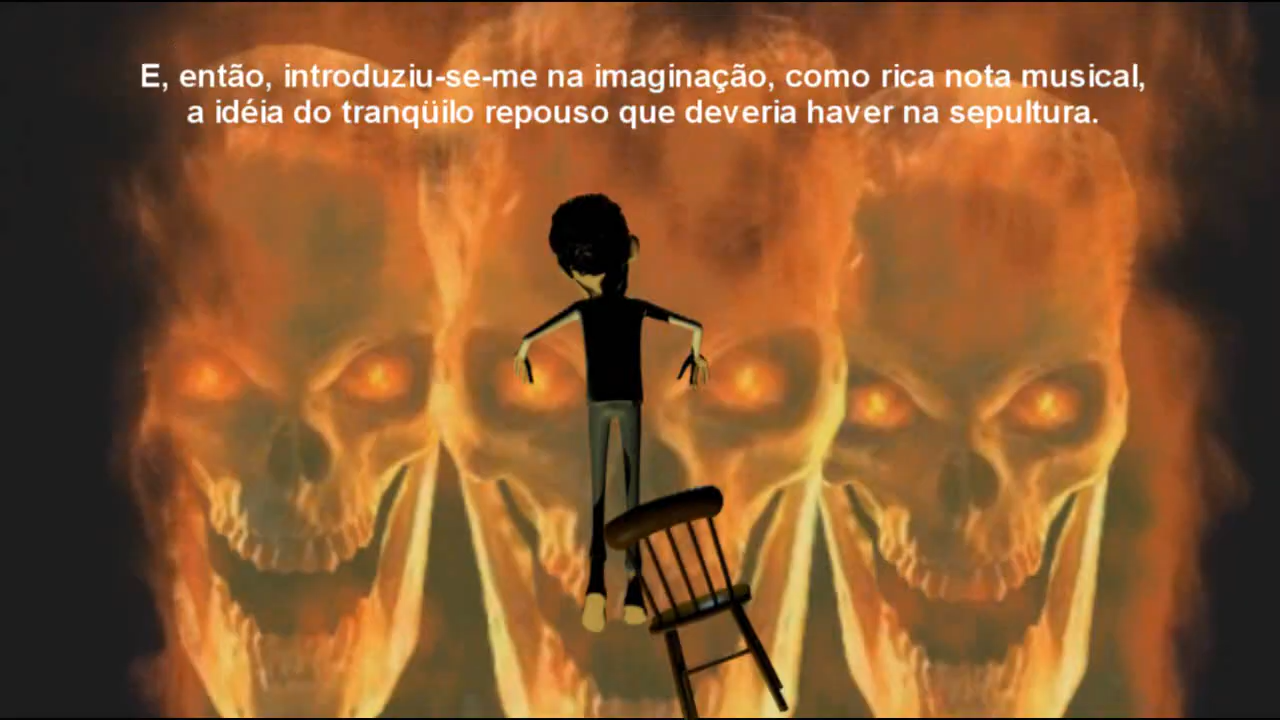 E, então, introduziu-se-me na imaginação, como rica nota musical,
a idéia do tranqüilo repouso que deveria haver na sepultura.